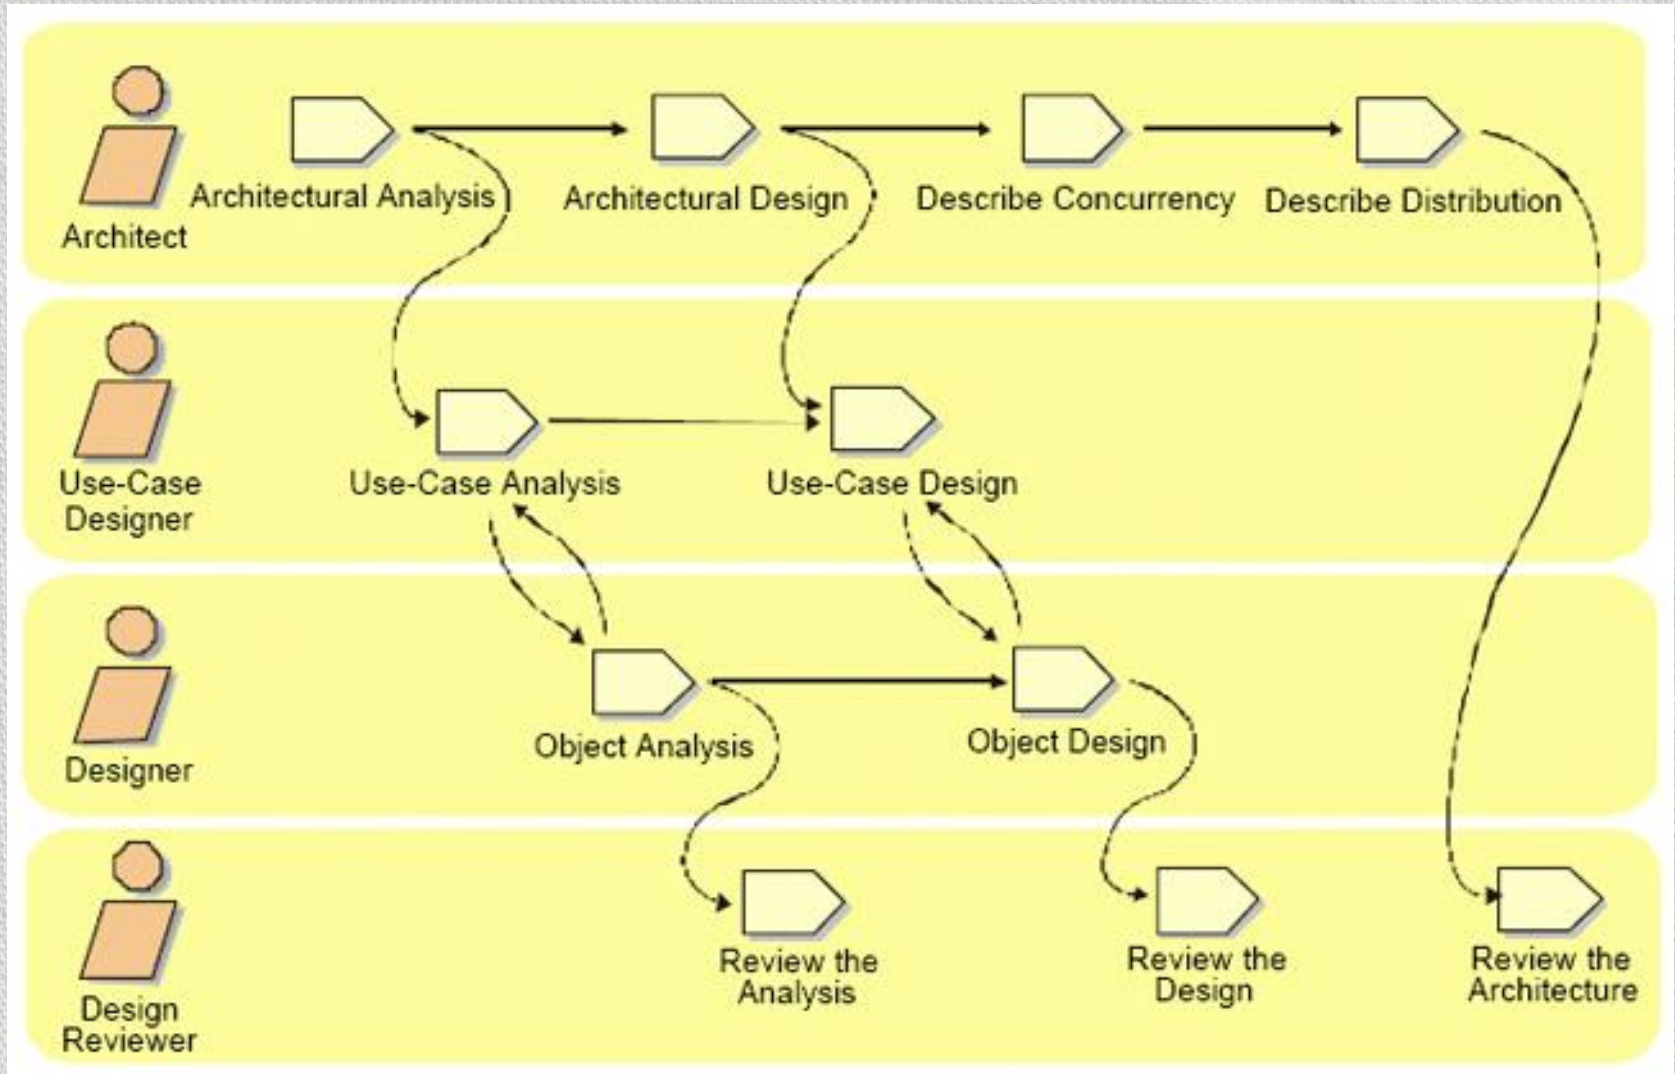 Architectural Analysis
Architectural Design
Describe Concurrency
Describe Distribution
Architect
Use-Case
Designer
Use-Case Analysis
Use-Case Design
Designer
Object Analysis
Object Design
Design
Reviewer
Review the
Analysis
Review the
Design
Review the
Architecture